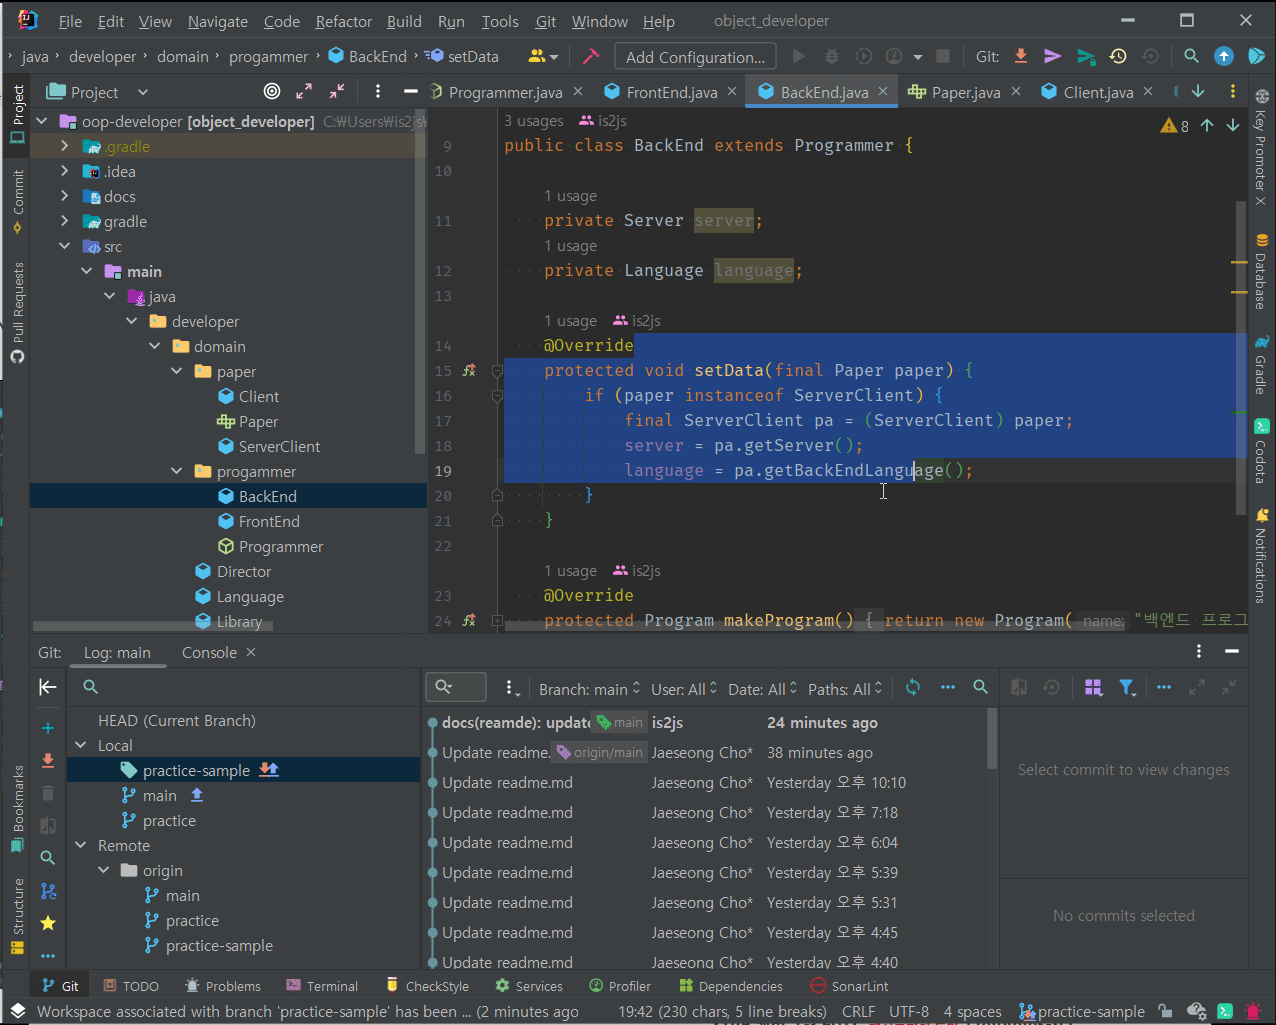 File Edit View Navigate Code Refactor Build Run Tools Git Window Help object_developer
java developer domain progammer BackEnd setData Add Configuration... Git:
Project
Programmer.java FrontEnd.java BackEnd.java Paper.java Client.java
Project
Commit
Pull Requests
Bookmarks
Structure
oop-developer [object_developer] C:₩Users₩is2js₩
.gradle
.idea
docs
gradle
src
main
java
developer
domain
paper
Client
Paper
ServerClient
progammer
BackEnd
FrontEnd
Programmer
Director
Language
Library
8
3 usages is2js
9 public class BackEnd extends Programmer {
10
1 usage
11 private Server server;
1 usage
12 private Language language;
13
1 usage is2js
14 @Override
15 protected void setData(final Paper paper) {
16 if (paper instanceof ServerClient) {
17 final ServerClient pa = (ServerClient) paper;
18 server = pa.getServer();
19 language = pa.getBackEndLanguage();
20 }
21 }
22
1 usage is2js
23 @Override
24 protected Program makeProgram() { return new Program( name: "백엔드 프로그
Key Promoter X
Database
Gradle
Codota
Notifications
Git: Log: main Console
HEAD (Current Branch)
Local
practice-sample
main
practice
Remote
origin
main
practice
practice-sample
Branch: main User: All Date: All Paths: All
docs(reamde): update main is2js 24 minutes ago
Update readme. origin/main Jaeseong Cho* 38 minutes ago
Update readme.md Jaeseong Cho* Yesterday 오후 10:10
Update readme.md Jaeseong Cho* Yesterday 오후 7:18
Update readme.md Jaeseong Cho* Yesterday 오후 6:04
Update readme.md Jaeseong Cho* Yesterday 오후 5:39
Update readme.md Jaeseong Cho* Yesterday 오후 5:31
Update readme.md Jaeseong Cho* Yesterday 오후 4:45
Update readme.md Jaeseong Cho* Yesterday 오후 4:40
Select commit to view changes
No commits selected
Git TODO Problems Terminal CheckStyle Services Profiler Dependencies SonarLint
Workspace associated with branch 'practice-sample' has been ... (2 minutes ago 19:42 (230 chars, 5 line breaks) CRLF UTF-8 4 spaces practice-sample